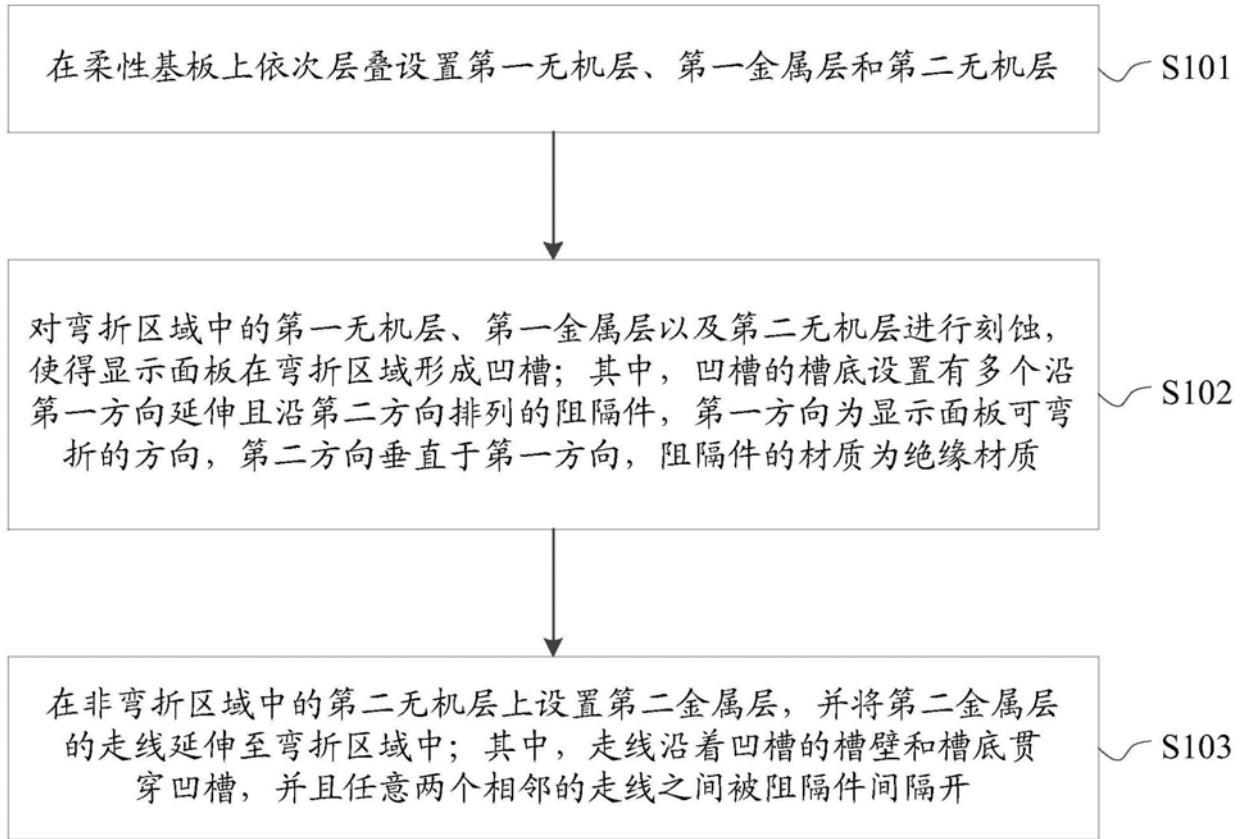 在柔性基板上依次层叠设置第一无机层、第一金属层和第二无机层
S101
对弯折区域中的第一无机层、第一金属层以及第二无机层进行刻蚀，
使得显示面板在弯折区域形成凹槽；其中，凹槽的槽底设置有多个沿
第一方向延伸且沿第二方向排列的阻隔件，第一方向为显示面板可弯
折的方向，第二方向垂直于第一方向，阻隔件的材质为绝缘材质
S102
在非弯折区域中的第二无机层上设置第二金属层，并将第二金属层
的走线延伸至弯折区域中；其中，走线沿着凹槽的槽壁和槽底贯
穿凹槽，并且任意两个相邻的走线之间被阻隔件间隔开
S103